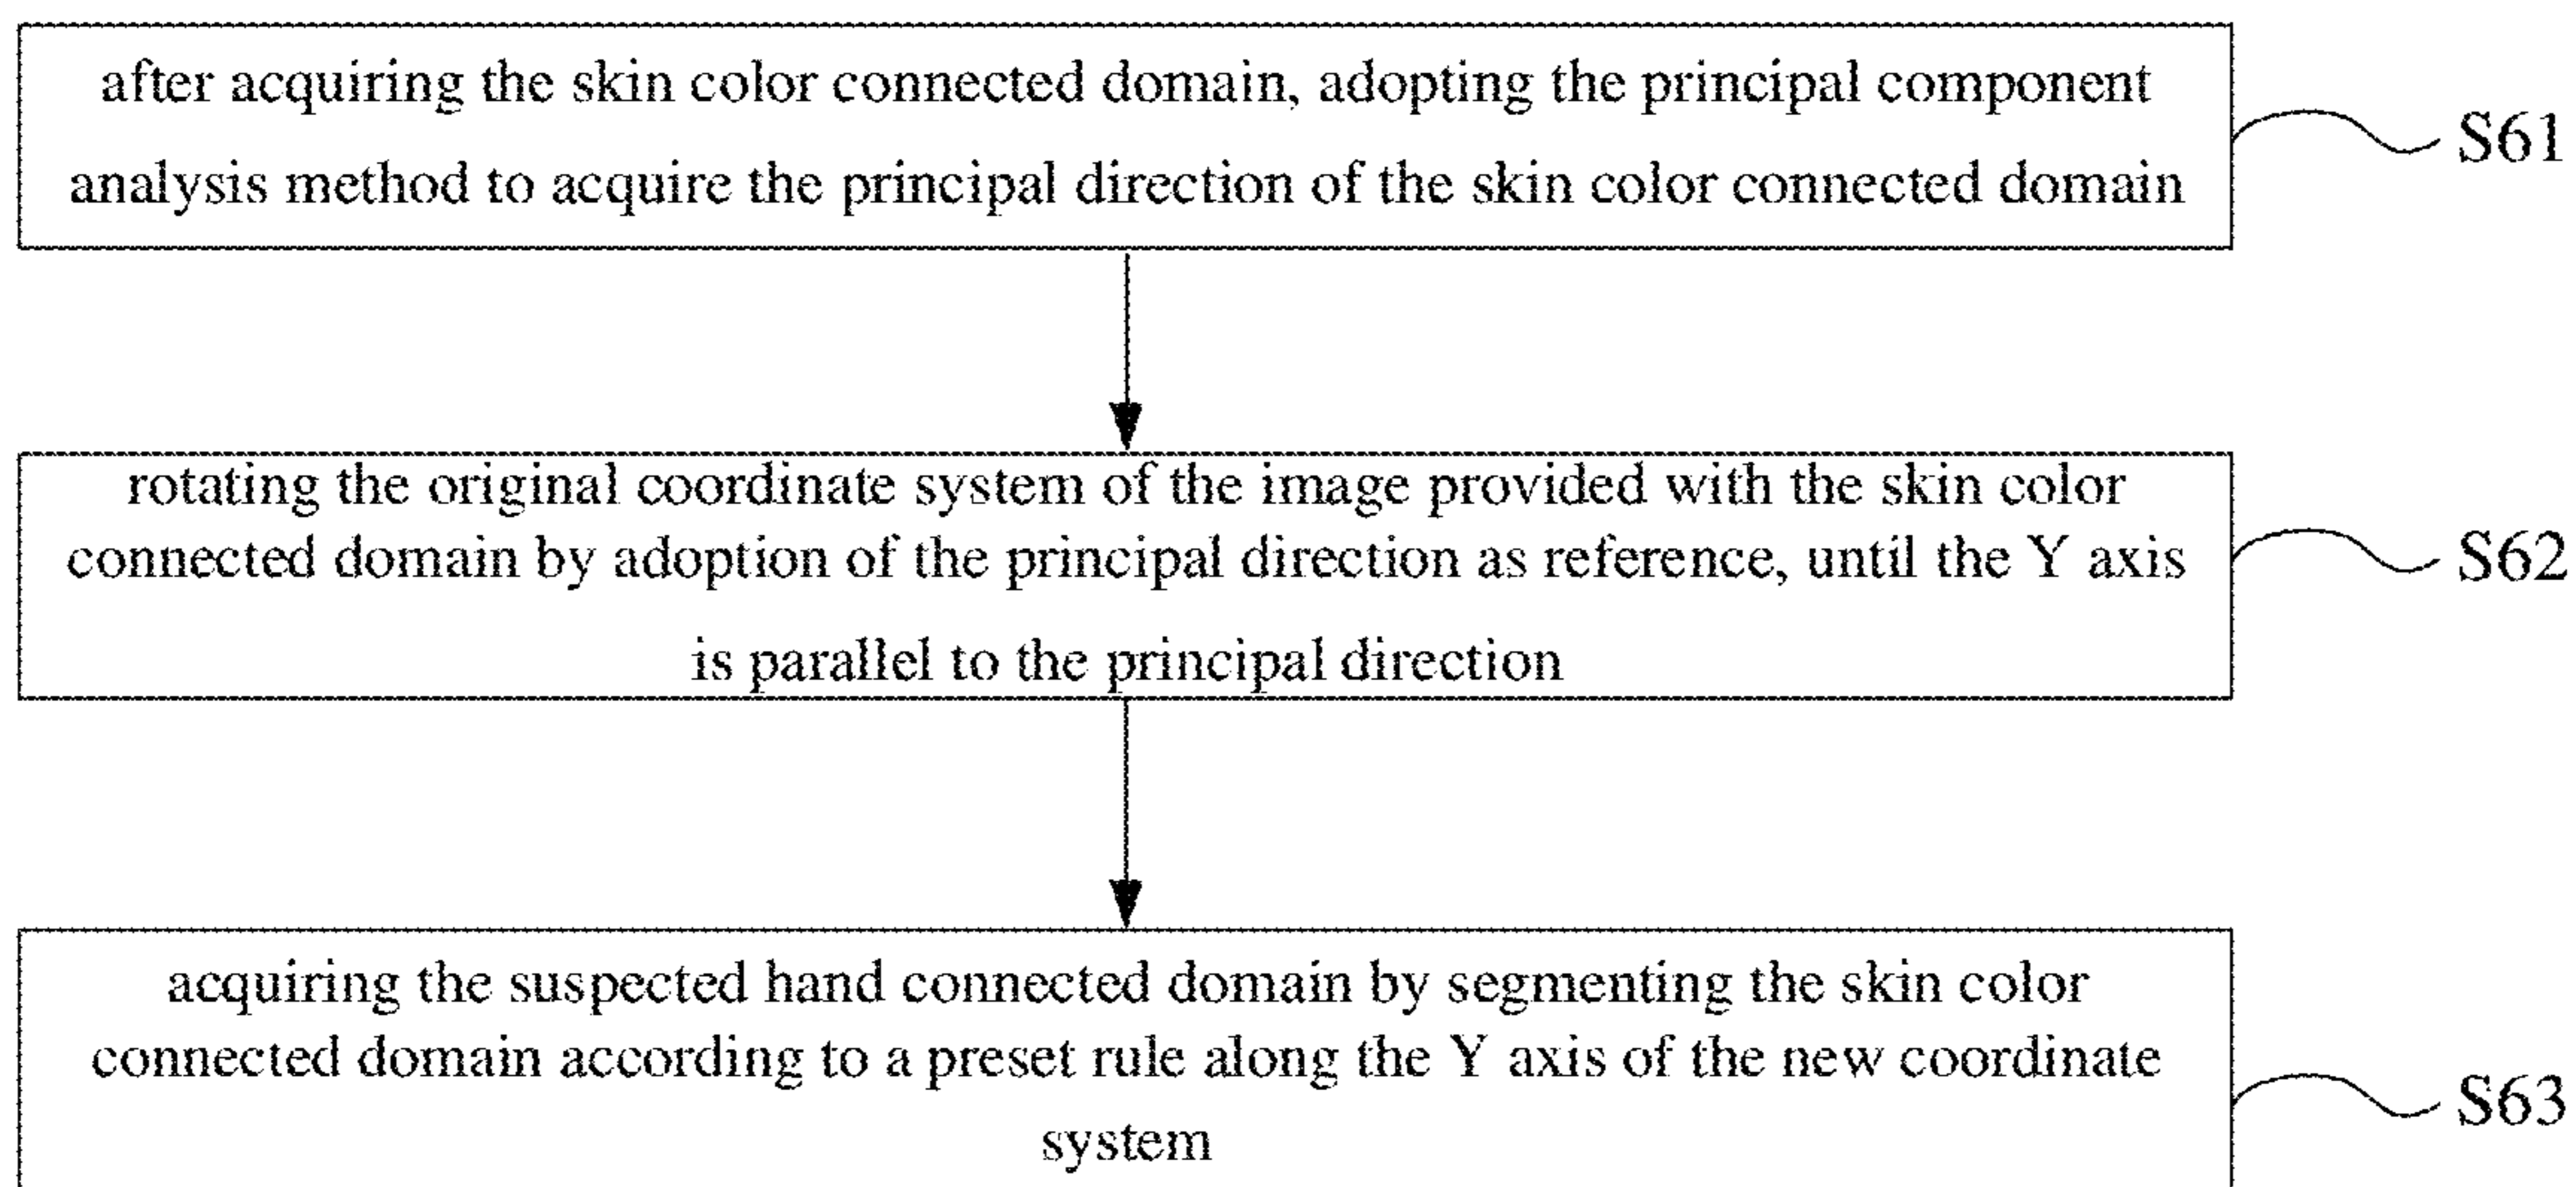 after acquiring the skin color connected domain, adopting the principal component
analysis method to acquire the principal direction of the skin color connected domain
S61
rotating the original coordinate system of the image provided with the skin color
connected domain by adoption of the principal direction as reference, until the Y axis
is parallel to the principal direction
S62
acquiring the suspected hand connected domain by segmenting the skin color
connected domain according to a preset rule along the Y axis of the new coordinate
system
S63